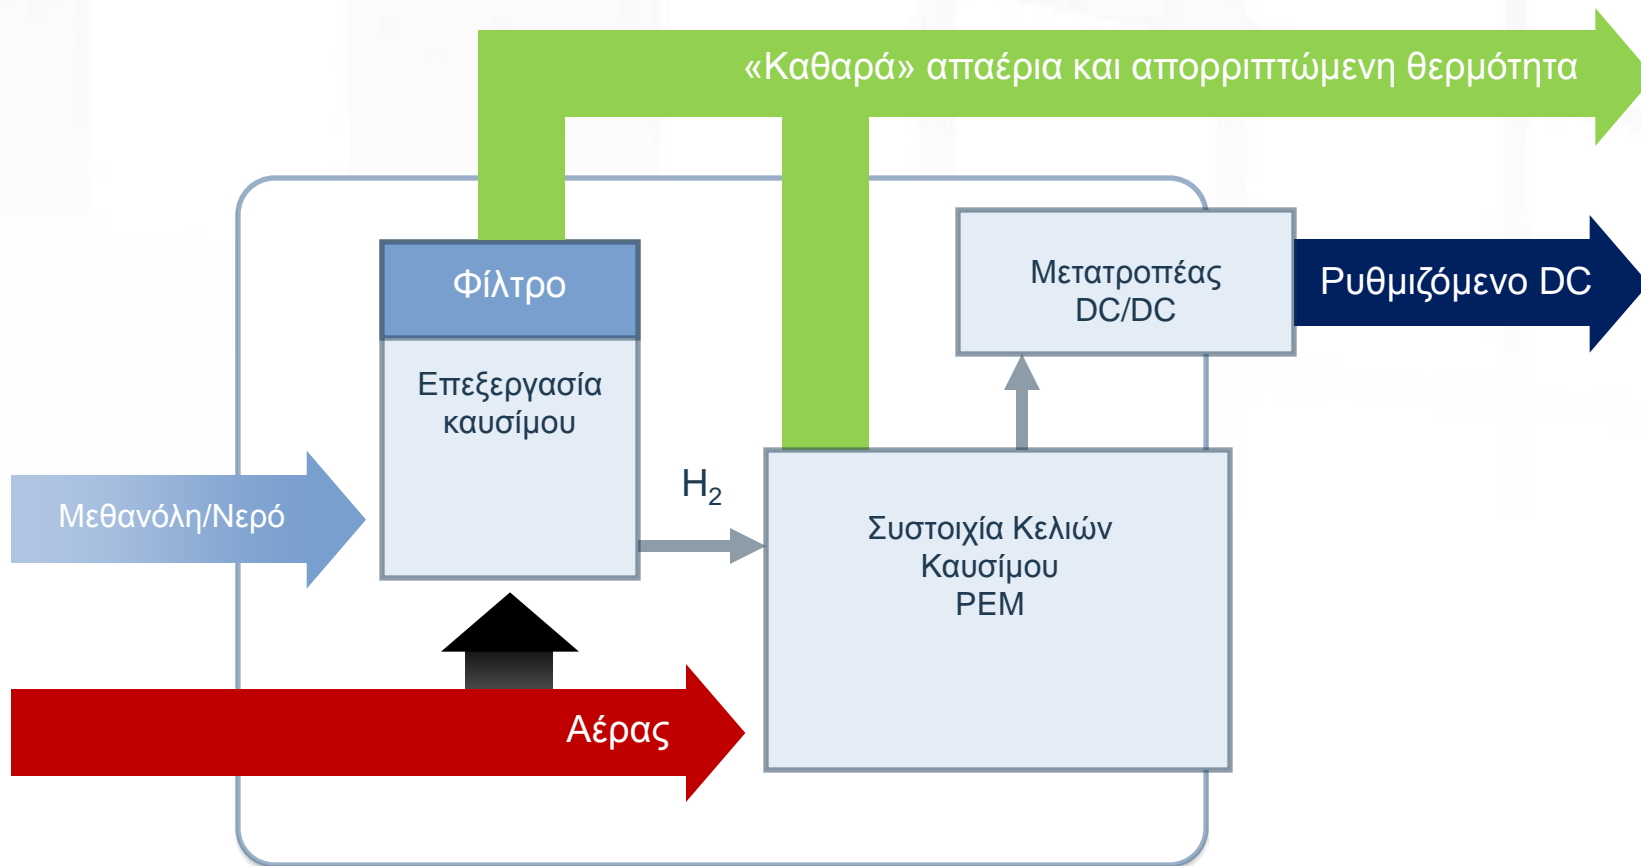 «Καθαρά» απαέρια και απορριπτώμενη θερμότητα
Φίλτρο
Μετατροπέας
DC/DC
Ρυθμιζόμενο DC
Επεξεργασία
καυσίμου
Μεθανόλη/Νερό
H₂
Συστοιχία Κελιών
Καυσίμου
PEM
Αέρας